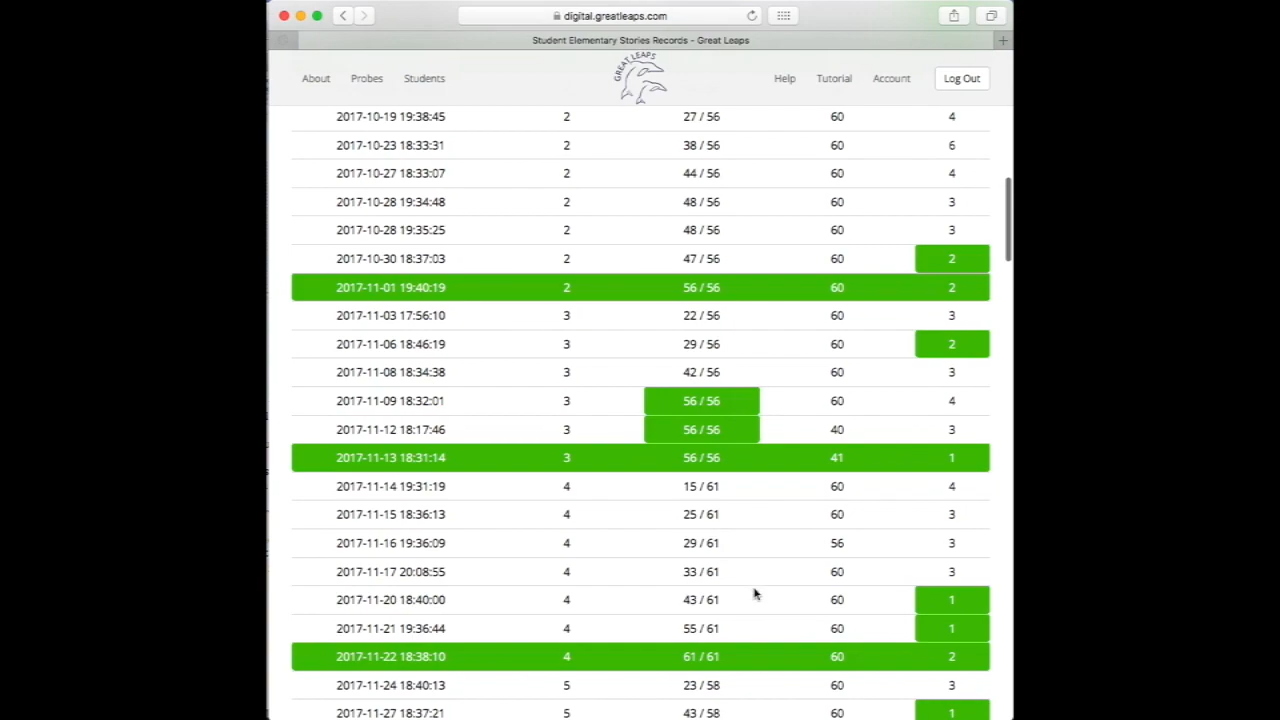 digital.greatleaps.com
Student Elementary Stories Records - Great Leaps
About Probes Students GREAT LEAPS Help Tutorial Account Log Out
2017-10-19 19:38:45 2 27 / 56 60 4
2017-10-23 18:33:31 2 38 / 56 60 6
2017-10-27 18:33:07 2 44 / 56 60 4
2017-10-28 19:34:48 2 48 / 56 60 3
2017-10-28 19:35:25 2 48 / 56 60 3
2017-10-30 18:37:03 2 47 / 56 60 2
2017-11-01 19:40:19 2 56 / 56 60 2
2017-11-03 17:56:10 3 22 / 56 60 3
2017-11-06 18:46:19 3 29 / 56 60 2
2017-11-08 18:34:38 3 42 / 56 60 3
2017-11-09 18:32:01 3 56 / 56 60 4
2017-11-12 18:17:46 3 56 / 56 40 3
2017-11-13 18:31:14 3 56 / 56 41 1
2017-11-14 19:31:19 4 15 / 61 60 4
2017-11-15 18:36:13 4 25 / 61 60 3
2017-11-16 19:36:09 4 29 / 61 56 3
2017-11-17 20:08:55 4 33 / 61 60 3
2017-11-20 18:40:00 4 43 / 61 60 1
2017-11-21 19:36:44 4 55 / 61 60 1
2017-11-22 18:38:10 4 61 / 61 60 2
2017-11-24 18:40:13 5 23 / 58 60 3
2017-11-27 18:37:21 5 43 / 58 60 1